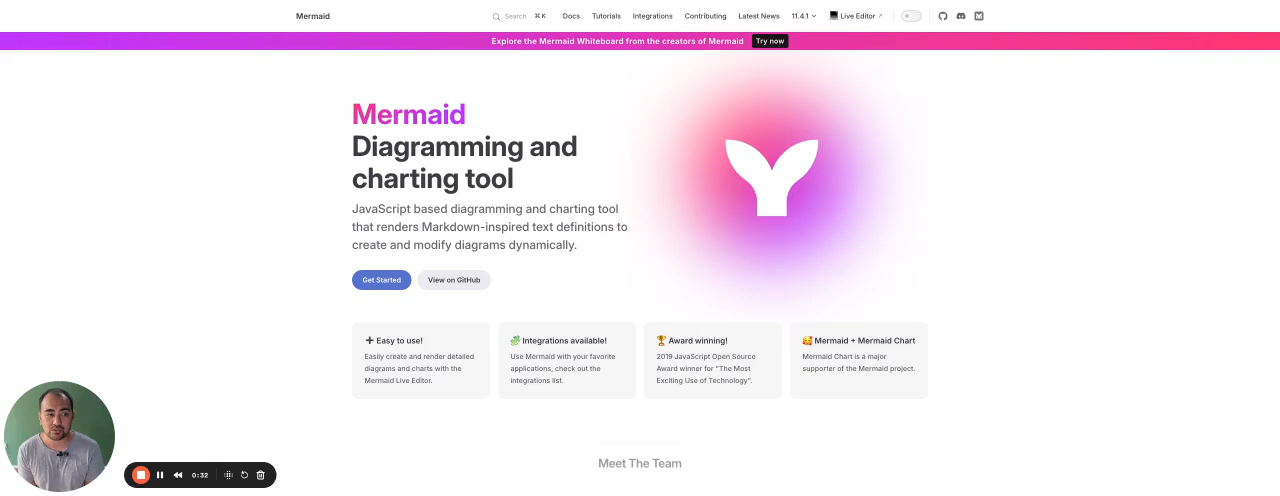 Mermaid
Search ⌘ K Docs Tutorials Integrations Contributing Latest News 11.4.1 Live Editor ↗
Explore the Mermaid Whiteboard from the creators of Mermaid Try now
Mermaid
Diagramming and
charting tool
JavaScript based diagramming and charting tool
that renders Markdown-inspired text definitions to
create and modify diagrams dynamically.
Get Started View on GitHub
➕ Easy to use!
Easily create and render detailed
diagrams and charts with the
Mermaid Live Editor.
🧩 Integrations available!
Use Mermaid with your favorite
applications, check out the
integrations list.
🏆 Award winning!
2019 JavaScript Open Source
Award winner for "The Most
Exciting Use of Technology".
🥰 Mermaid + Mermaid Chart
Mermaid Chart is a major
supporter of the Mermaid project.
Meet The Team
0:32